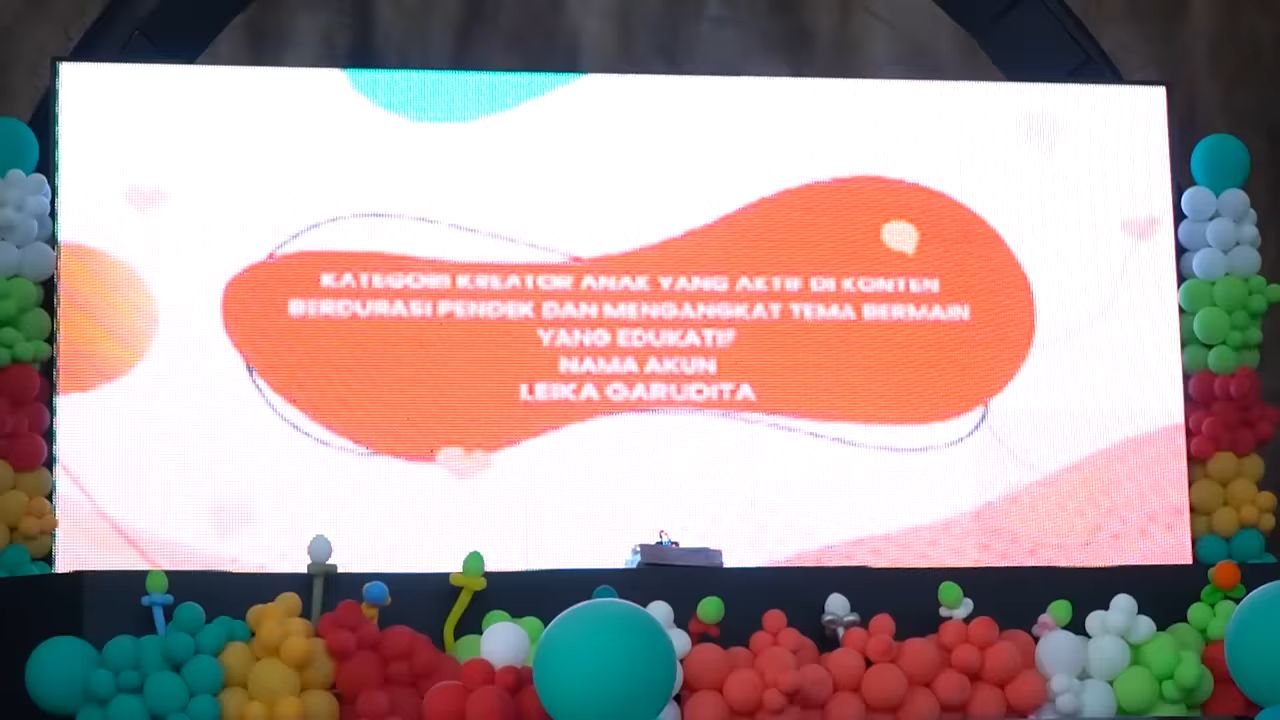 KATEGORI KREATOR ANAK YANG AKTIF DI KONTEN
BERDURASI PENDEK DAN MENGANGKAT TEMA BERMAIN
YANG EDUKATIF
NAMA AKUN
LEIKA GARUDITA